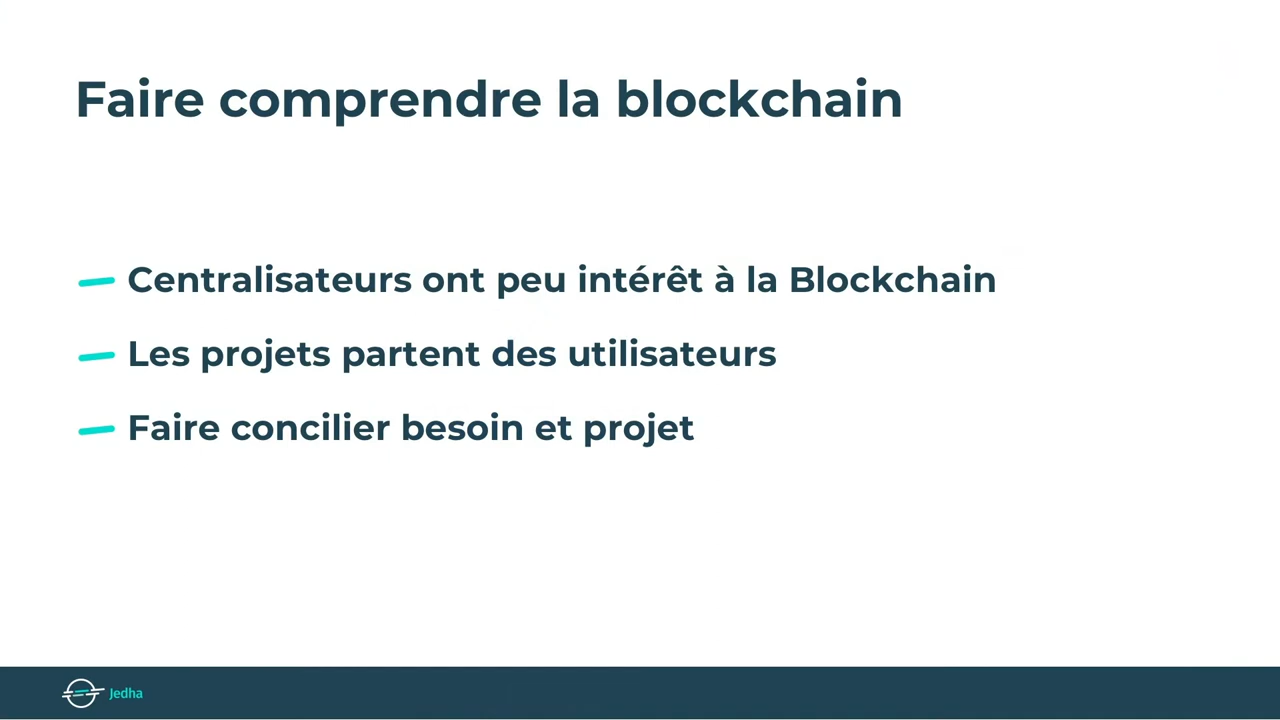 Faire comprendre la blockchain
Centralisateurs ont peu intérêt à la Blockchain
Les projets partent des utilisateurs
Faire concilier besoin et projet
Jedha